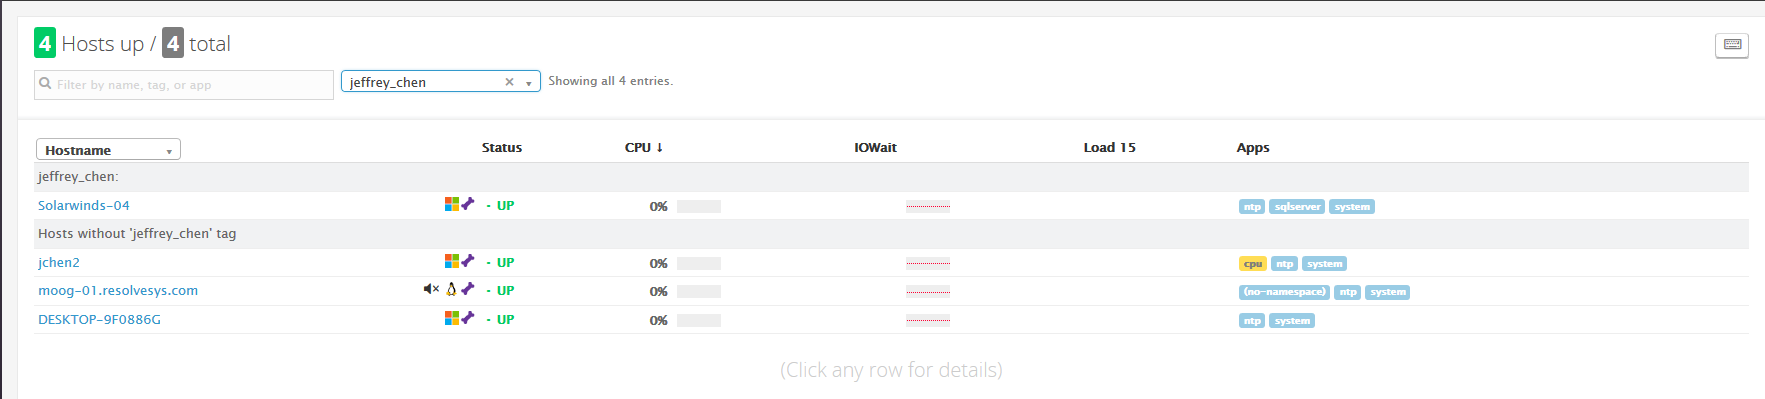 4 Hosts up / 4 total
Filter by name, tag, or app jeffrey_chen Showing all 4 entries.
Hostname Status CPU ↓ IOWait Load 15 Apps
jeffrey_chen:
Solarwinds-04 - UP 0% ntp sqlserver system
Hosts without 'jeffrey_chen' tag
jchen2 - UP 0% cpu ntp system
moog-01.resolvesys.com - UP 0% (no-namespace) ntp system
DESKTOP-9F0886G - UP 0% ntp system
(Click any row for details)